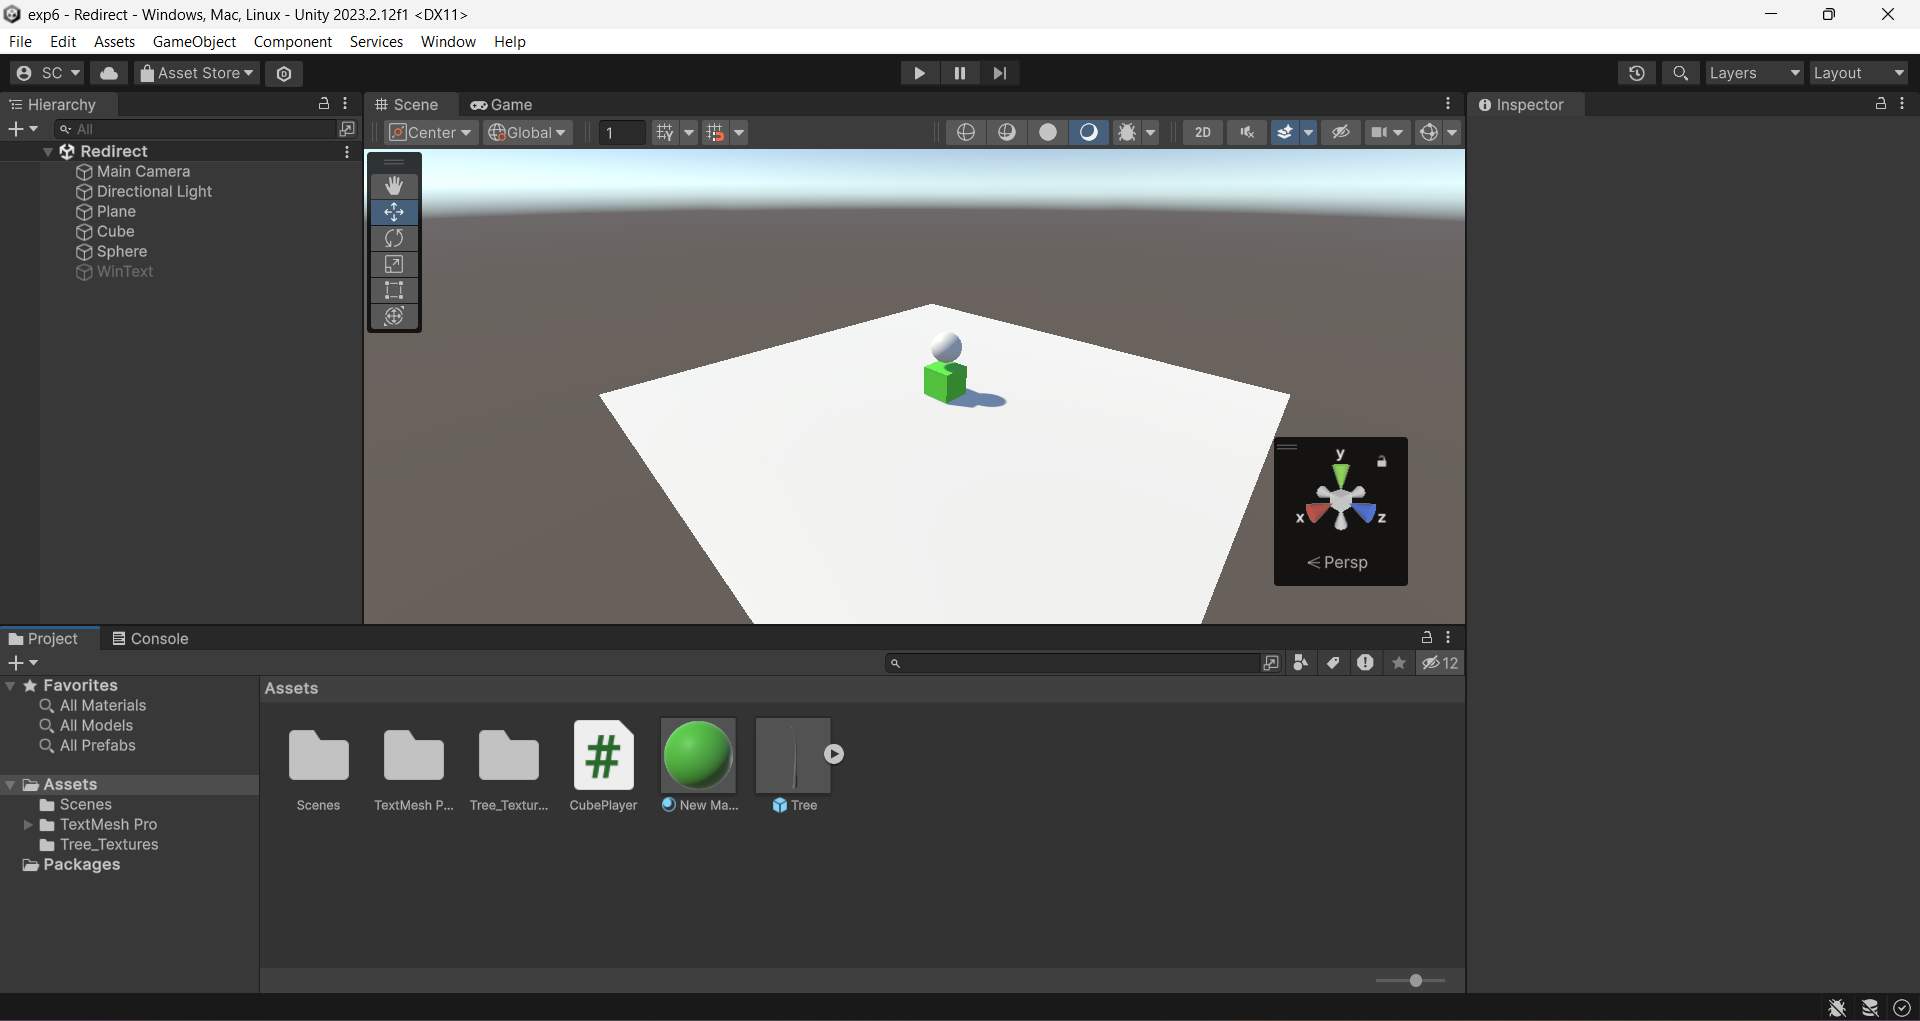 exp6 - Redirect - Windows, Mac, Linux - Unity 2023.2.12f1 <DX11>
File Edit Assets GameObject Component Services Window Help
SC Asset Store Layers Layout
Hierarchy
All
Redirect
Main Camera
Directional Light
Plane
Cube
Sphere
WinText
Scene Game
Center Global 1 2D
y
x z
Persp
Inspector
Project Console
12
Favorites
All Materials
All Models
All Prefabs
Assets
Scenes
TextMesh Pro
Tree_Textures
Packages
Assets
#
Scenes TextMesh P... Tree_Textur... CubePlayer New Ma... Tree